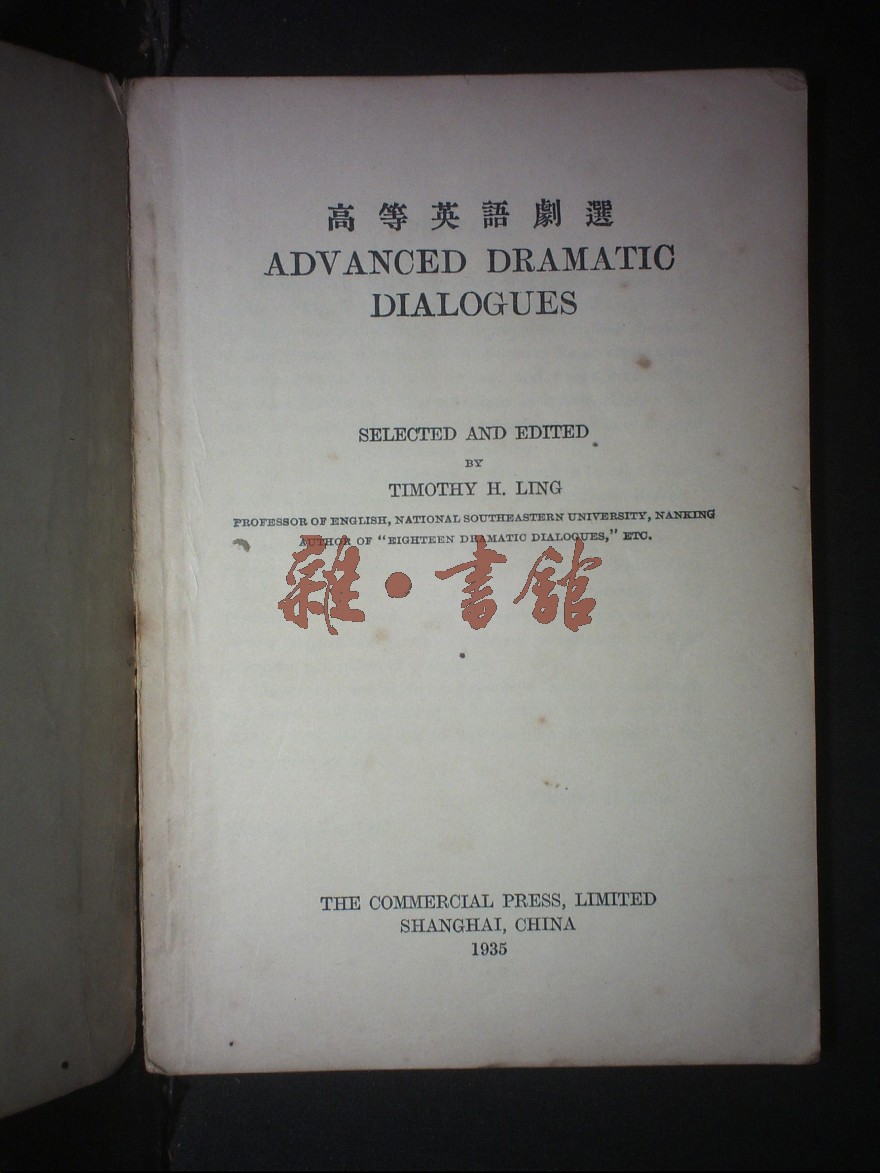 高等英語劇選
ADVANCED DRAMATIC
DIALOGUES
SELECTED AND EDITED
BY
TIMOTHY H. LING
PROFESSOR OF ENGLISH, NATIONAL SOUTHEASTERN UNIVERSITY, NANKING
AUTHOR OF "EIGHTEEN DRAMATIC DIALOGUES," ETC.
雜·書館
THE COMMERCIAL PRESS, LIMITED
SHANGHAI, CHINA
1935